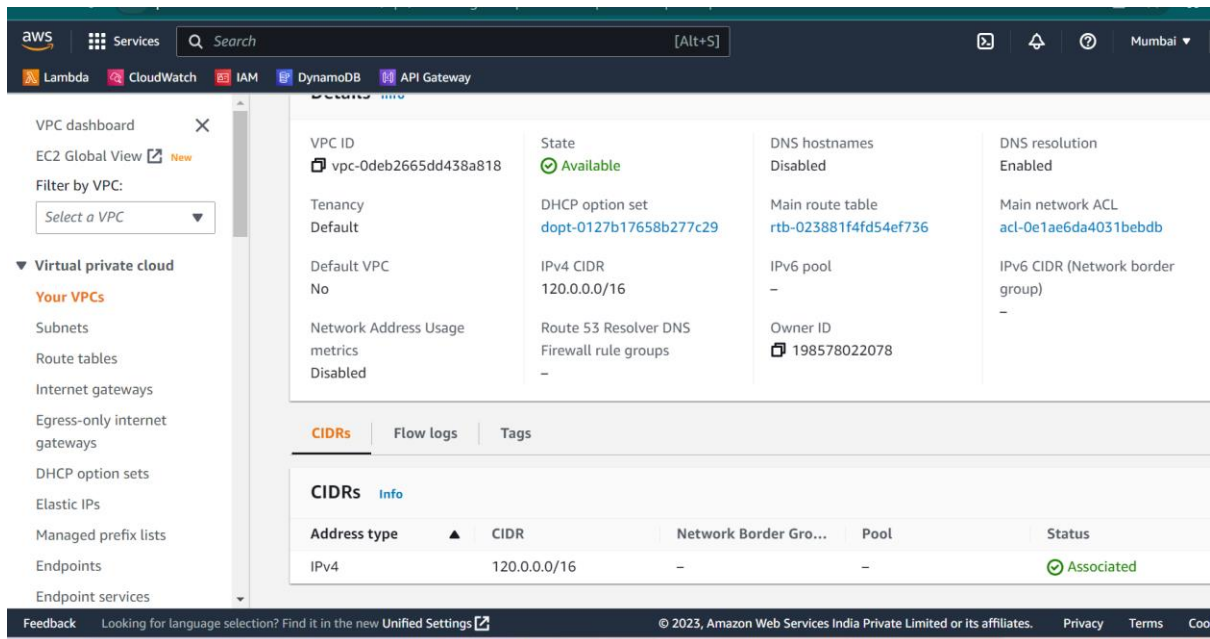 aws
Services
Search
[Alt+S]
Mumbai
Lambda
CloudWatch
IAM
DynamoDB
API Gateway
VPC dashboard
EC2 Global View New
Filter by VPC:
Select a VPC
Virtual private cloud
Your VPCs
Subnets
Route tables
Internet gateways
Egress-only internet
gateways
DHCP option sets
Elastic IPs
Managed prefix lists
Endpoints
Endpoint services
Details Info
VPC ID
vpc-0deb2665dd438a818
State
Available
DNS hostnames
Disabled
DNS resolution
Enabled
Tenancy
Default
DHCP option set
dopt-0127b17658b277c29
Main route table
rtb-023881f4fd54ef736
Main network ACL
acl-0e1ae6da4031bebdb
Default VPC
No
IPv4 CIDR
120.0.0.0/16
IPv6 pool
–
IPv6 CIDR (Network border
group)
–
Network Address Usage
metrics
Disabled
Route 53 Resolver DNS
Firewall rule groups
–
Owner ID
198578022078
CIDRs
Flow logs
Tags
CIDRs Info
Address type CIDR Network Border Gro... Pool Status
IPv4 120.0.0.0/16 – – Associated
Feedback Looking for language selection? Find it in the new Unified Settings © 2023, Amazon Web Services India Private Limited or its affiliates. Privacy Terms Coo